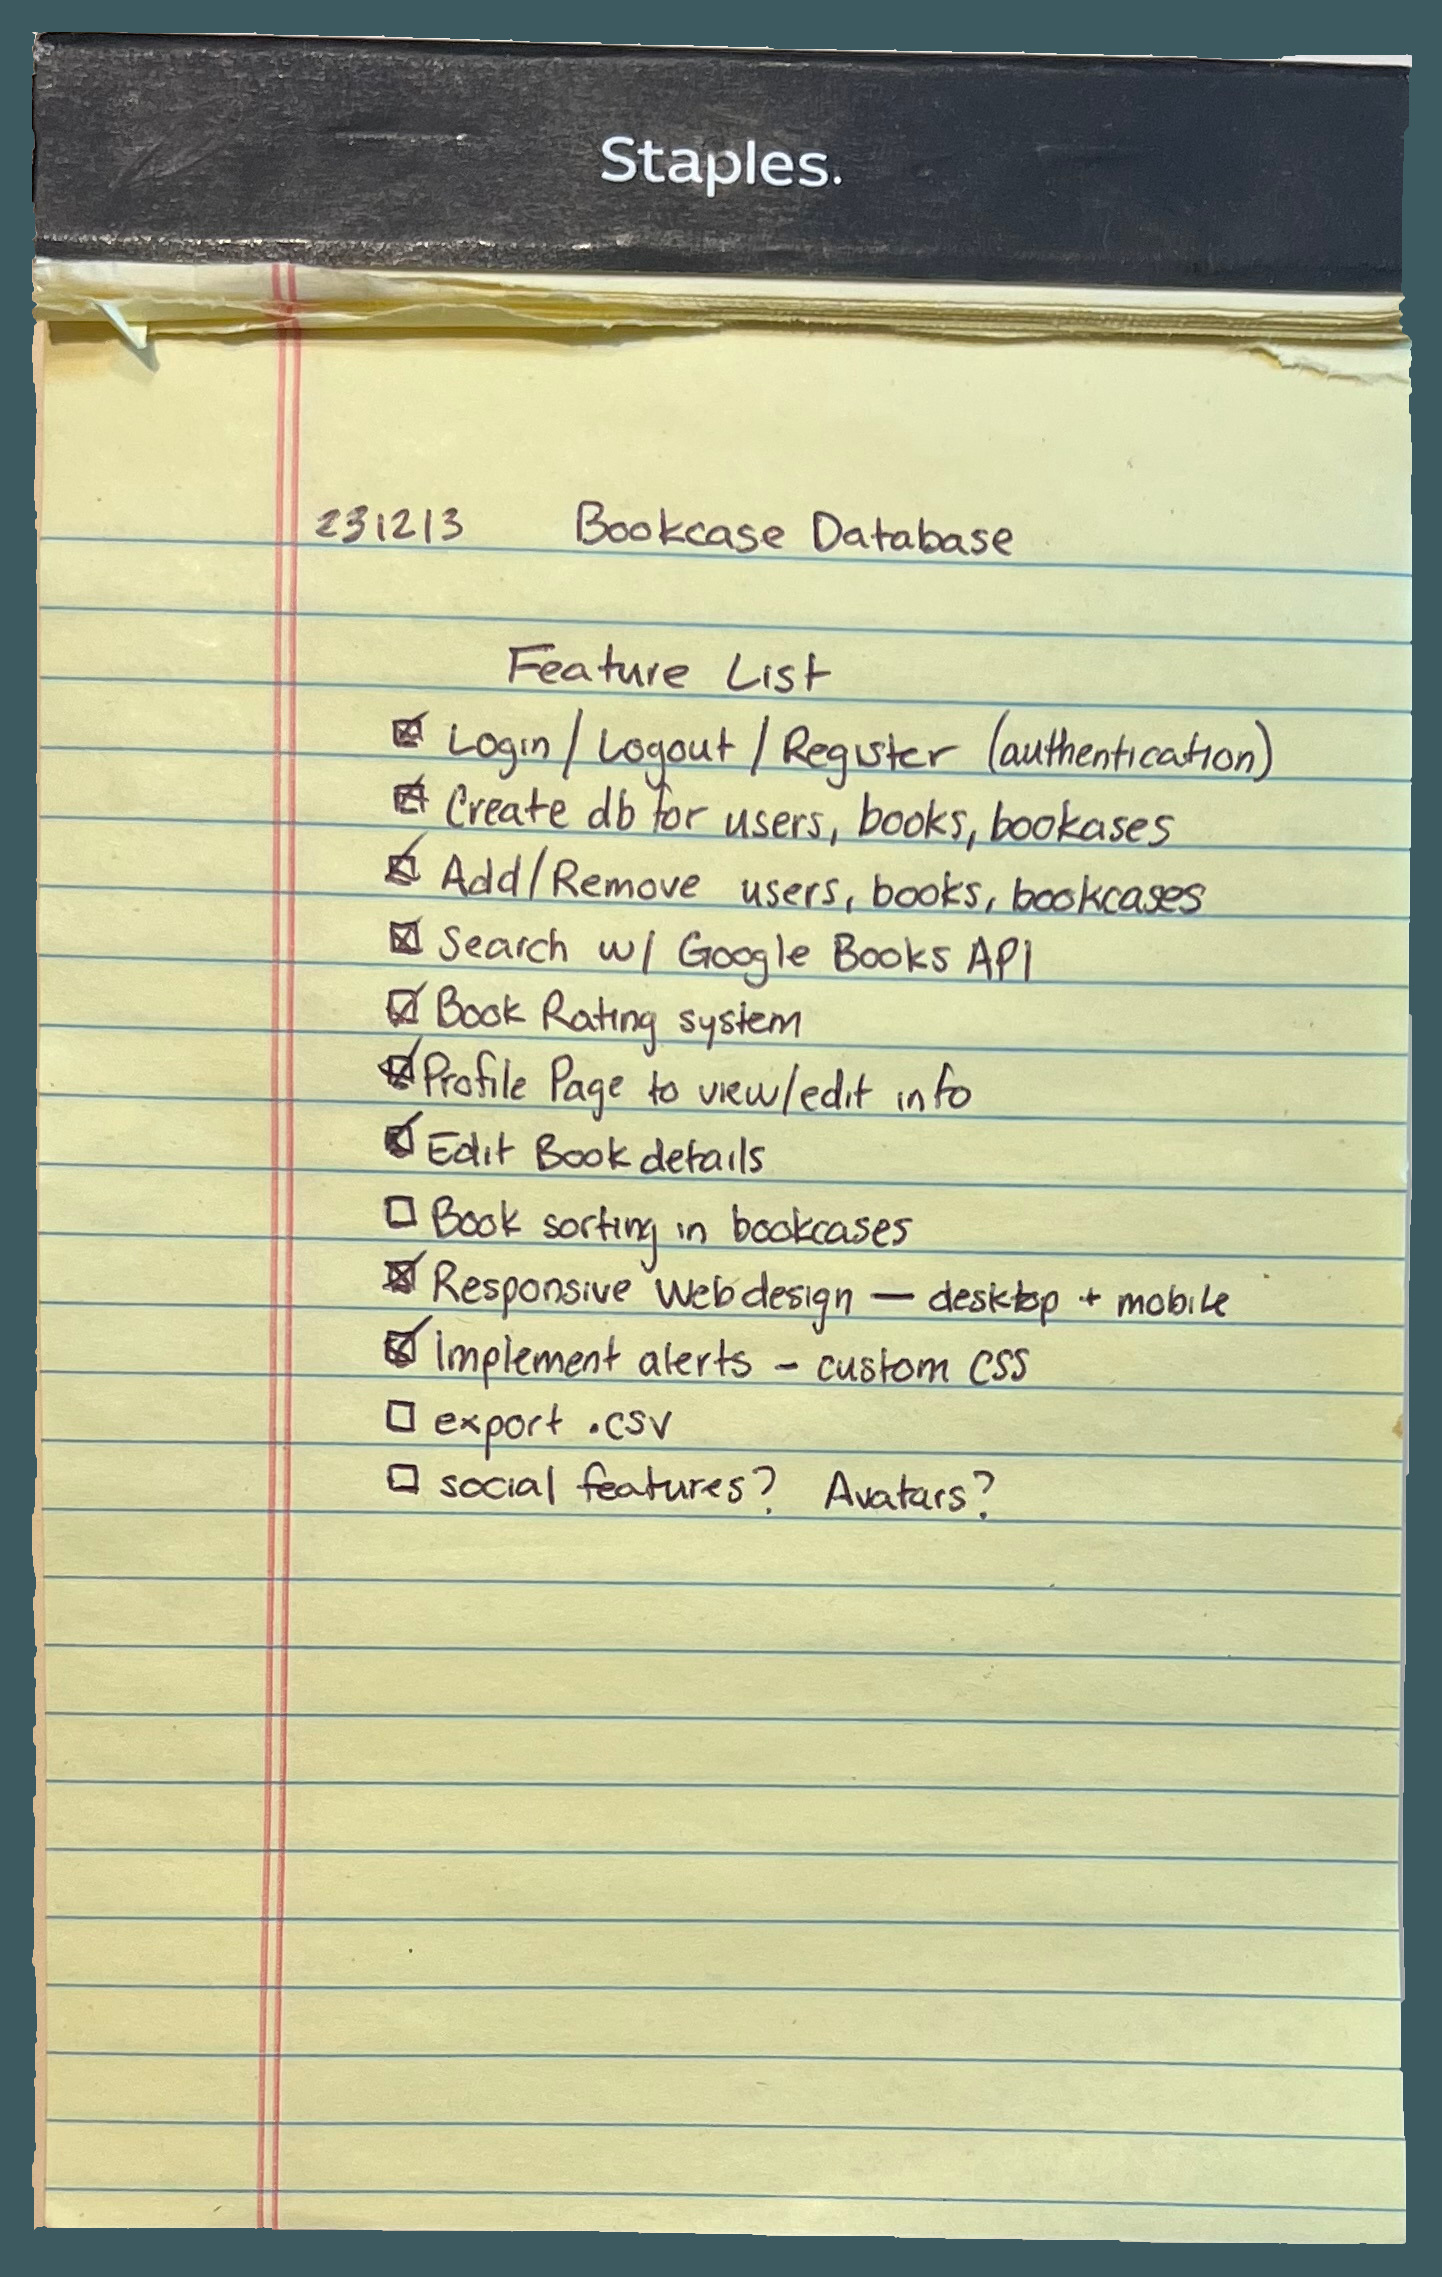 Staples.
231213 Bookcase Database
Feature List
☒ Login / Logout / Register (authentication)
☒ Create db for users, books, bookases
☒ Add/Remove users, books, bookcases
☒ Search w/ Google Books API
☒ Book Rating system
☒ Profile Page to view/edit info
☒ Edit Book details
☐ Book sorting in bookcases
☒ Responsive Web design — desktop + mobile
☒ Implement alerts - custom CSS
☐ export .csv
☐ social features? Avatars?